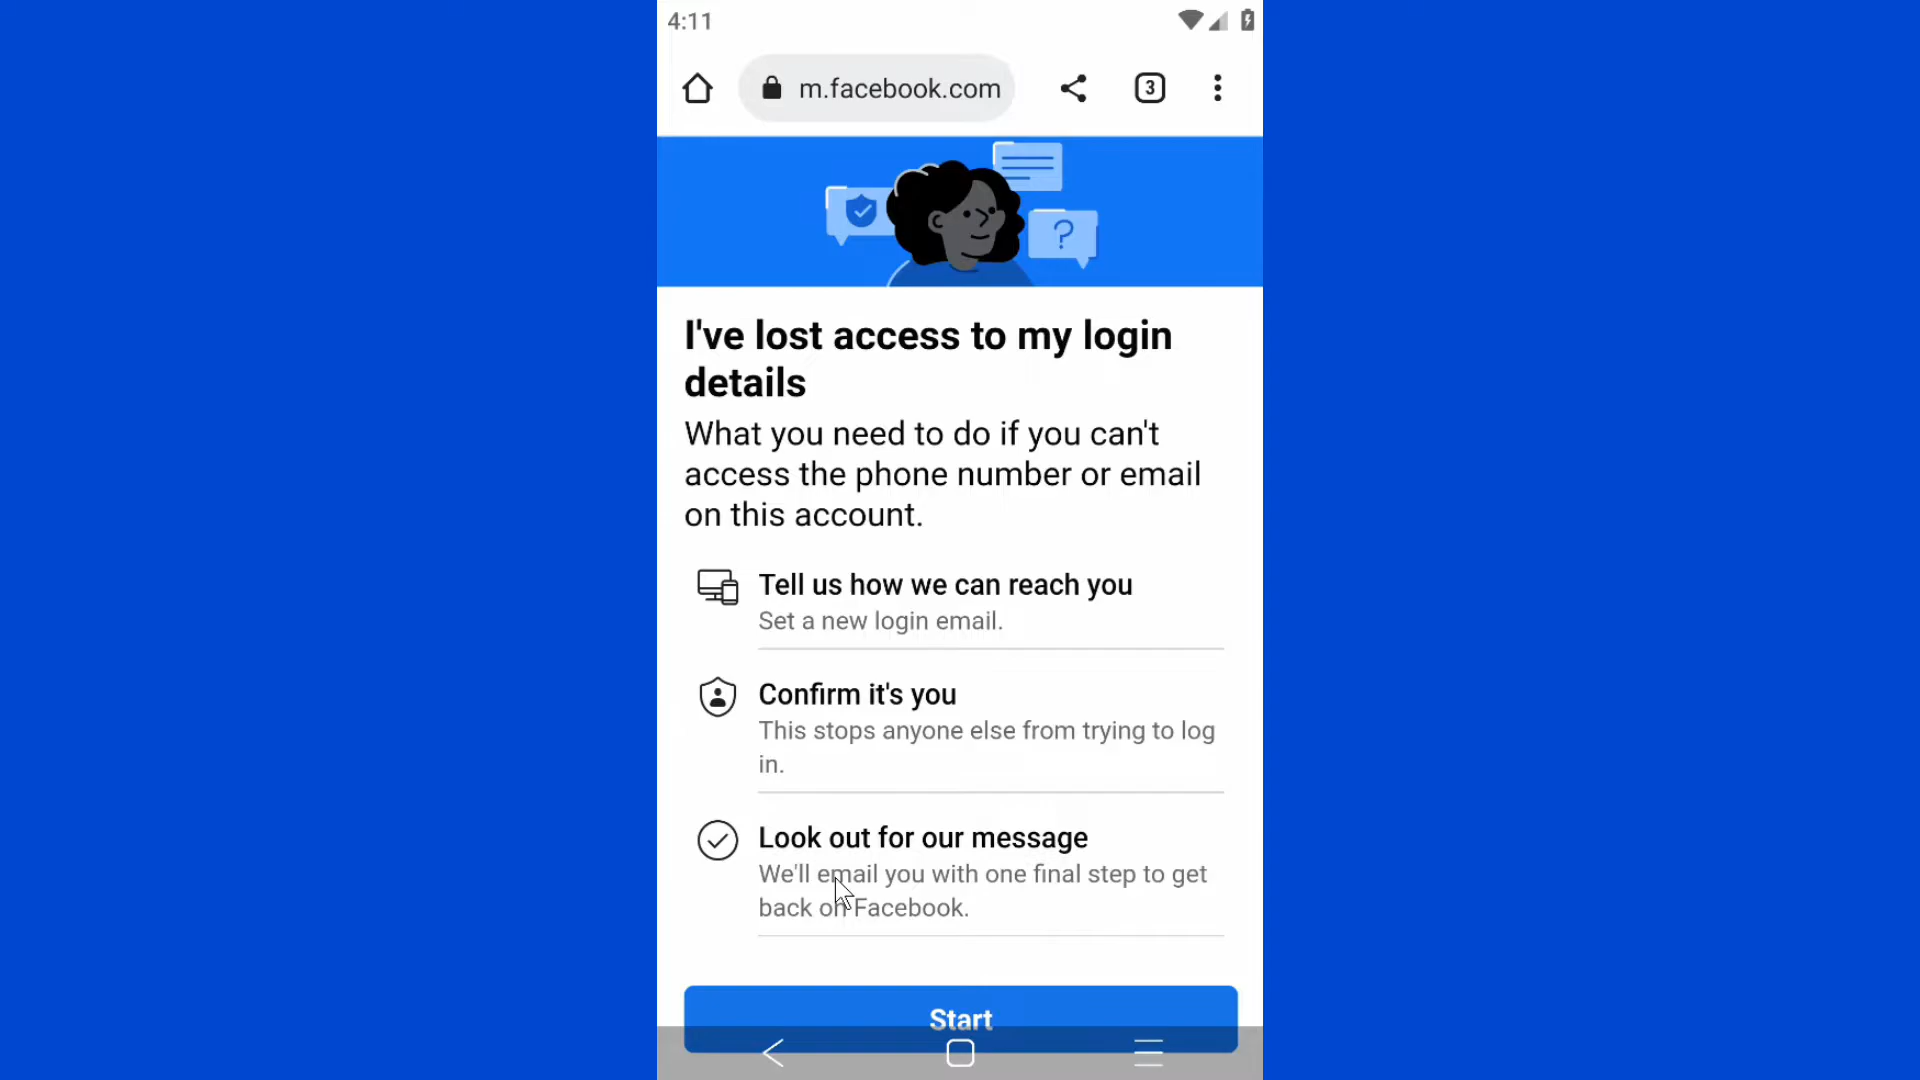 4:11
m.facebook.com
3
?
I've lost access to my login
details
What you need to do if you can't
access the phone number or email
on this account.
Tell us how we can reach you
Set a new login email.
Confirm it's you
This stops anyone else from trying to log
in.
Look out for our message
We'll email you with one final step to get
back on Facebook.
Start